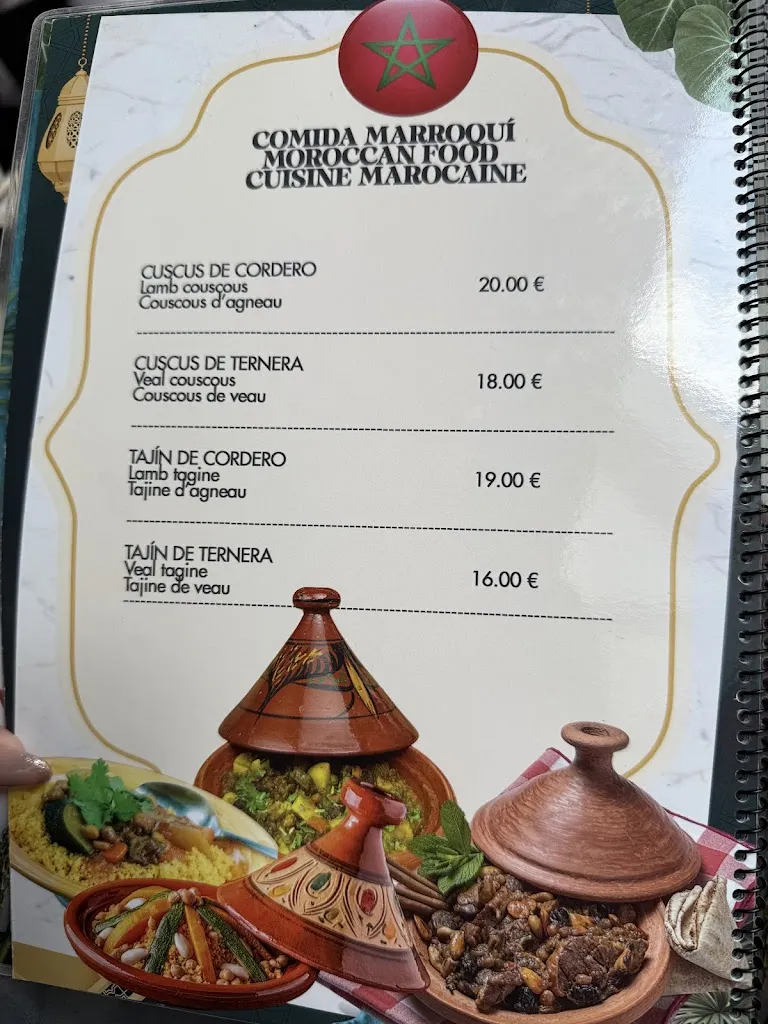 COMIDA MARROQUÍ
MOROCCAN FOOD
CUISINE MAROCAINE
CUSCUS DE CORDERO
Lamb couscous
Couscous d'agneau
20.00 €
CUSCUS DE TERNERA
Veal couscous
Couscous de veau
18.00 €
TAJÍN DE CORDERO
Lamb tagine
Tajine d'agneau
19.00 €
TAJÍN DE TERNERA
Veal tagine
Tajine de veau
16.00 €